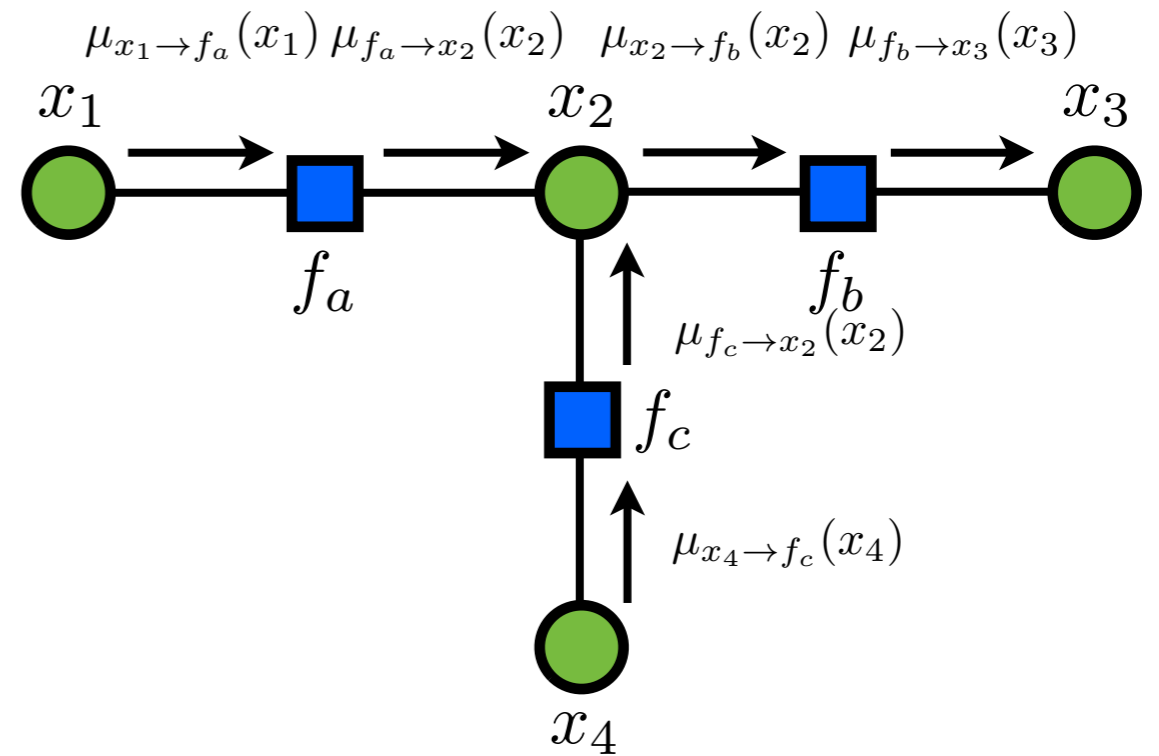 μ_{x_1→f_a}(x_1) μ_{f_a→x_2}(x_2) μ_{x_2→f_b}(x_2) μ_{f_b→x_3}(x_3)
x_1 x_2 x_3
f_a f_b
μ_{f_c→x_2}(x_2)
f_c
μ_{x_4→f_c}(x_4)
x_4